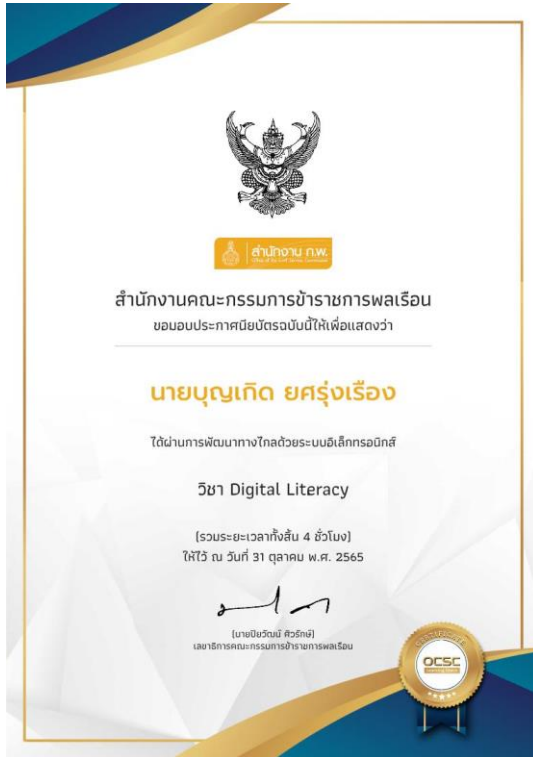 สำนักงาน ก.พ.
สำนักงานคณะกรรมการข้าราชการพลเรือน
ขอมอบประกาศนียบัตรฉบับนี้ให้เพื่อแสดงว่า
นายบุญเกิด ยศรุ่งเรือง
ได้ผ่านการพัฒนาทางไกลด้วยระบบอิเล็กทรอนิกส์
วิชา Digital Literacy
(รวมระยะเวลาทั้งสิ้น 4 ชั่วโมง)
ให้ไว้ ณ วันที่ 31 ตุลาคม พ.ศ. 2565
(นายปิยวัฒน์ ศิวรักษ์)
เลขาธิการคณะกรรมการข้าราชการพลเรือน
CERTIFICATE
OCSC